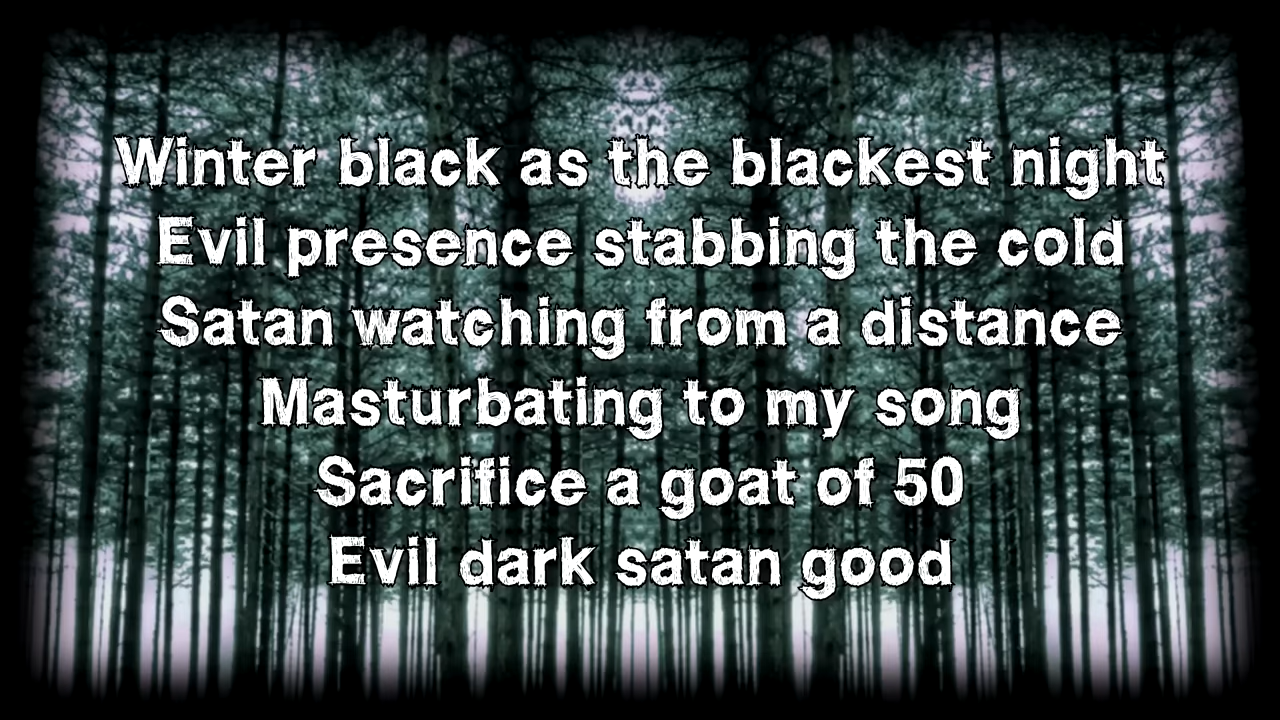 Winter black as the blackest night
Evil presence stabbing the cold
Satan watching from a distance
Masturbating to my song
Sacrifice a goat of 50
Evil dark satan good